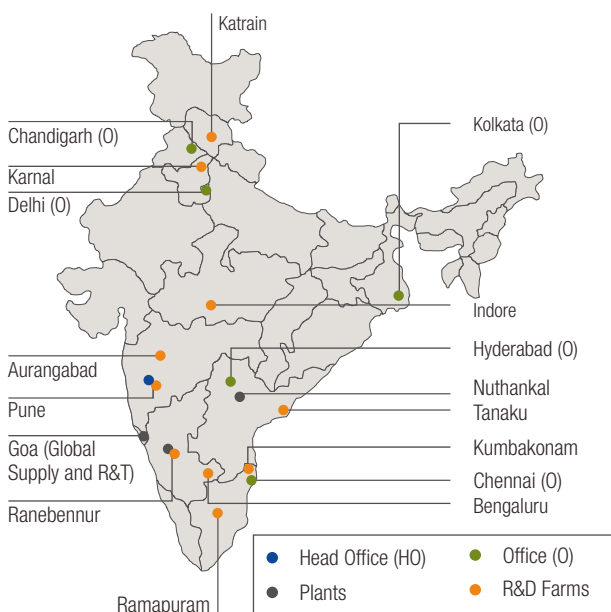 Katrain
Chandigarh (O)
Karnal
Delhi (O)
Aurangabad
Pune
Goa (Global
Supply and R&T)
Ranebennur
Ramapuram
Kolkata (O)
Indore
Hyderabad (O)
Nuthankal
Tanaku
Kumbakonam
Chennai (O)
Bengaluru
Head Office (HO)
Office (O)
Plants
R&D Farms